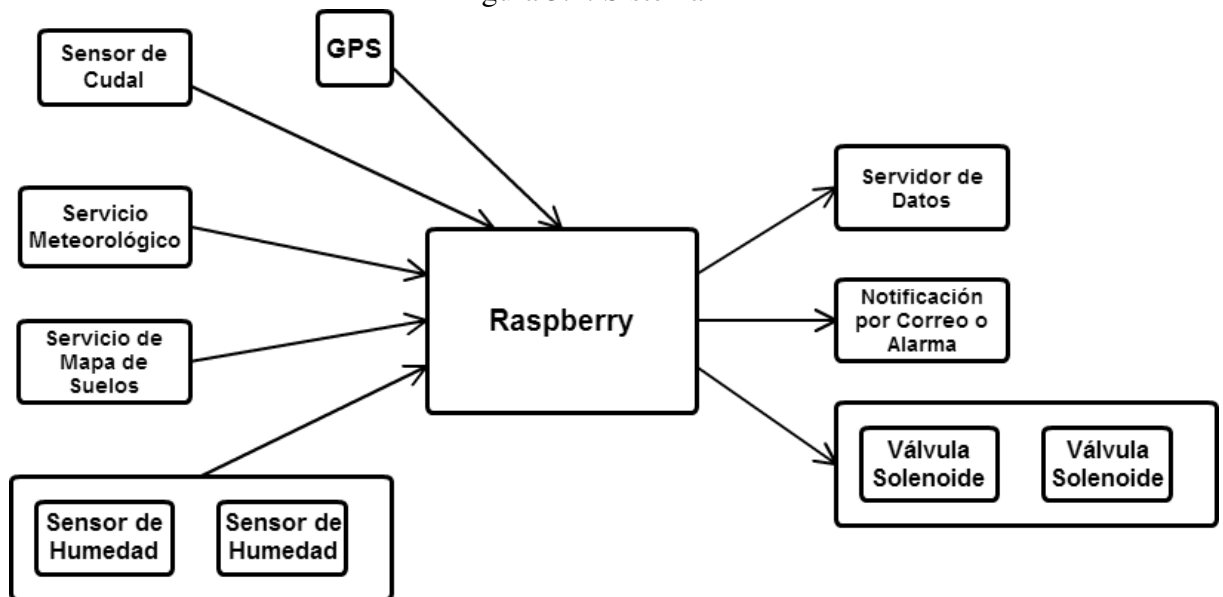 Sensor de
Cudal
GPS
Servicio
Meteorológico
Servicio de
Mapa de
Suelos
Sensor de
Humedad
Sensor de
Humedad
Raspberry
Servidor de
Datos
Notificación
por Correo o
Alarma
Válvula
Solenoide
Válvula
Solenoide